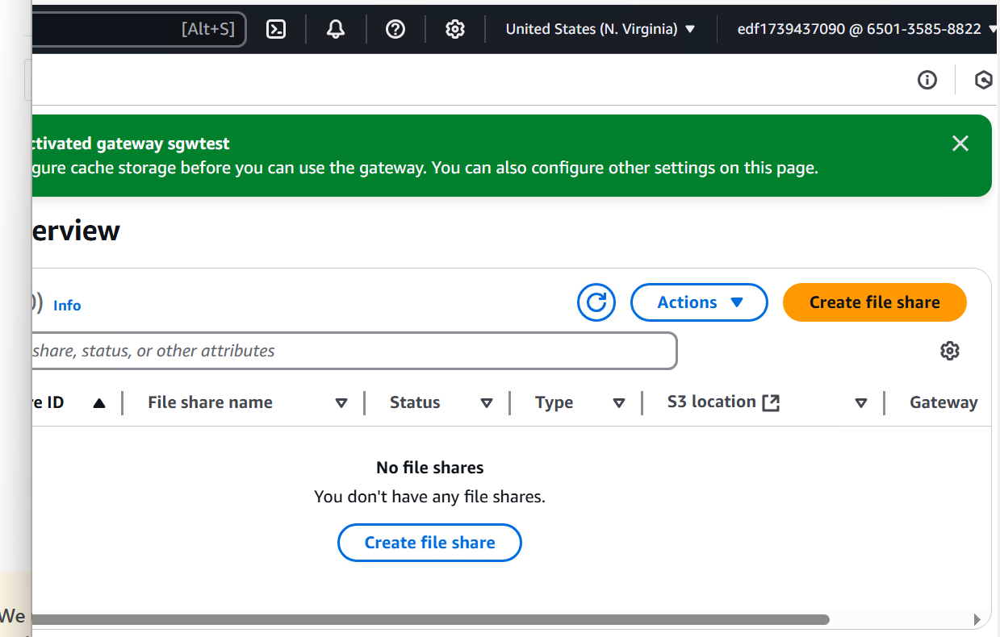 [Alt+S]
United States (N. Virginia)
edf1739437090 @ 6501-3585-8822
ctivated gateway sgwtest
gure cache storage before you can use the gateway. You can also configure other settings on this page.
erview
) Info
Actions
Create file share
share, status, or other attributes
re ID
File share name
Status
Type
S3 location
Gateway
No file shares
You don't have any file shares.
Create file share
We